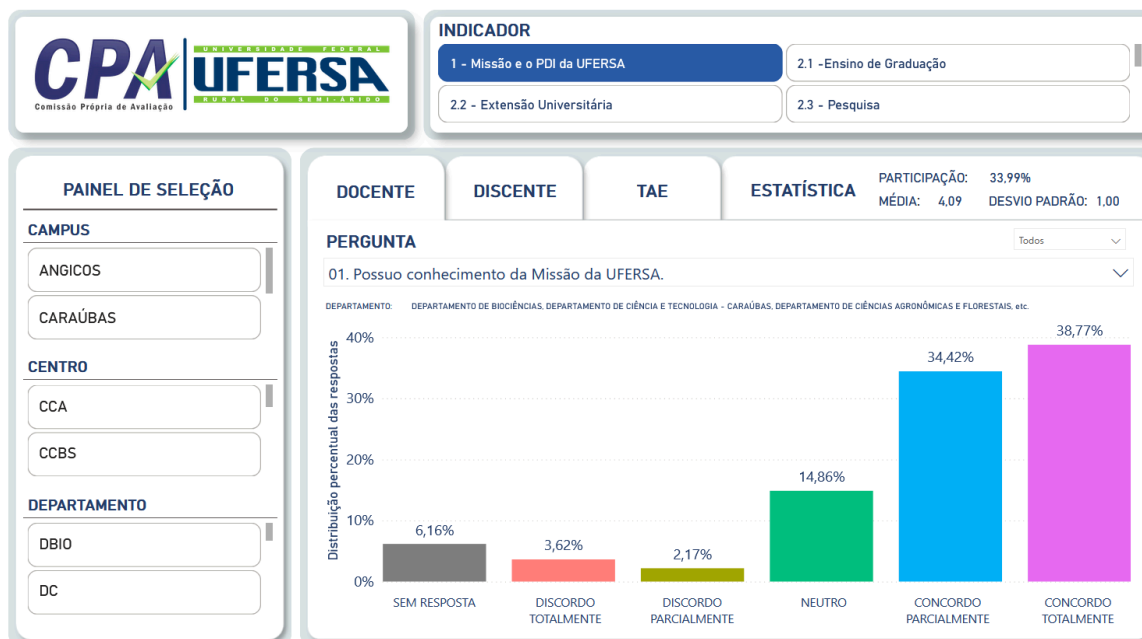 CPA
Comissão Própria de Avaliação
UNIVERSIDADE FEDERAL
UFERSA
RURAL DO SEMI-ÁRIDO
INDICADOR
1 - Missão e o PDI da UFERSA
2.1 -Ensino de Graduação
2.2 - Extensão Universitária
2.3 - Pesquisa
PAINEL DE SELEÇÃO
CAMPUS
ANGICOS
CARAÚBAS
CENTRO
CCA
CCBS
DEPARTAMENTO
DBIO
DC
DOCENTE
DISCENTE
TAE
ESTATÍSTICA
PARTICIPAÇÃO: 33,99%
MÉDIA: 4,09 DESVIO PADRÃO: 1,00
PERGUNTA
Todos
01. Possuo conhecimento da Missão da UFERSA.
DEPARTAMENTO: DEPARTAMENTO DE BIOCIÊNCIAS, DEPARTAMENTO DE CIÊNCIA E TECNOLOGIA - CARAÚBAS, DEPARTAMENTO DE CIÊNCIAS AGRONÔMICAS E FLORESTAIS, etc.
Distribuição percentual das respostas
40%
30%
20%
10%
0%
6,16%
3,62%
2,17%
14,86%
34,42%
38,77%
SEM RESPOSTA
DISCORDO
TOTALMENTE
DISCORDO
PARCIALMENTE
NEUTRO
CONCORDO
PARCIALMENTE
CONCORDO
TOTALMENTE